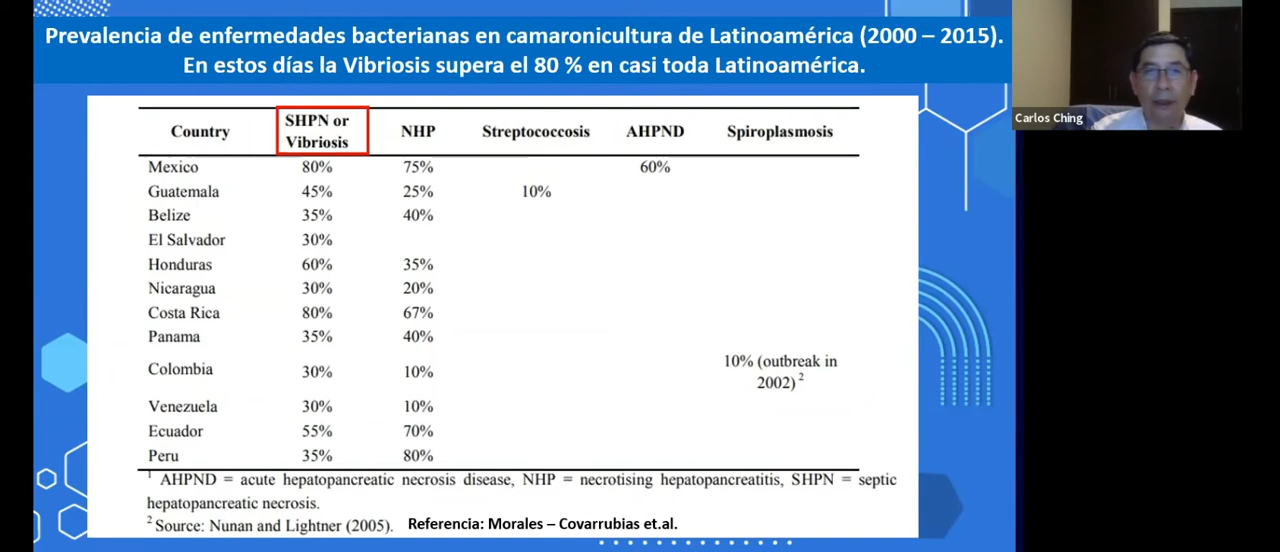 Prevalencia de enfermedades bacterianas en camaronicultura de Latinoamérica (2000 – 2015).
En estos días la Vibriosis supera el 80 % en casi toda Latinoamérica.
Carlos Ching
Country SHPN or Vibriosis NHP Streptococcosis AHPND Spiroplasmosis
Mexico 80% 75% 60%
Guatemala 45% 25% 10%
Belize 35% 40%
El Salvador 30%
Honduras 60% 35%
Nicaragua 30% 20%
Costa Rica 80% 67%
Panama 35% 40%
Colombia 30% 10% 10% (outbreak in 2002) 2
Venezuela 30% 10%
Ecuador 55% 70%
Peru 35% 80%
1 AHPND = acute hepatopancreatic necrosis disease, NHP = necrotising hepatopancreatitis, SHPN = septic
hepatopancreatic necrosis.
2 Source: Nunan and Lightner (2005). Referencia: Morales – Covarrubias et.al.